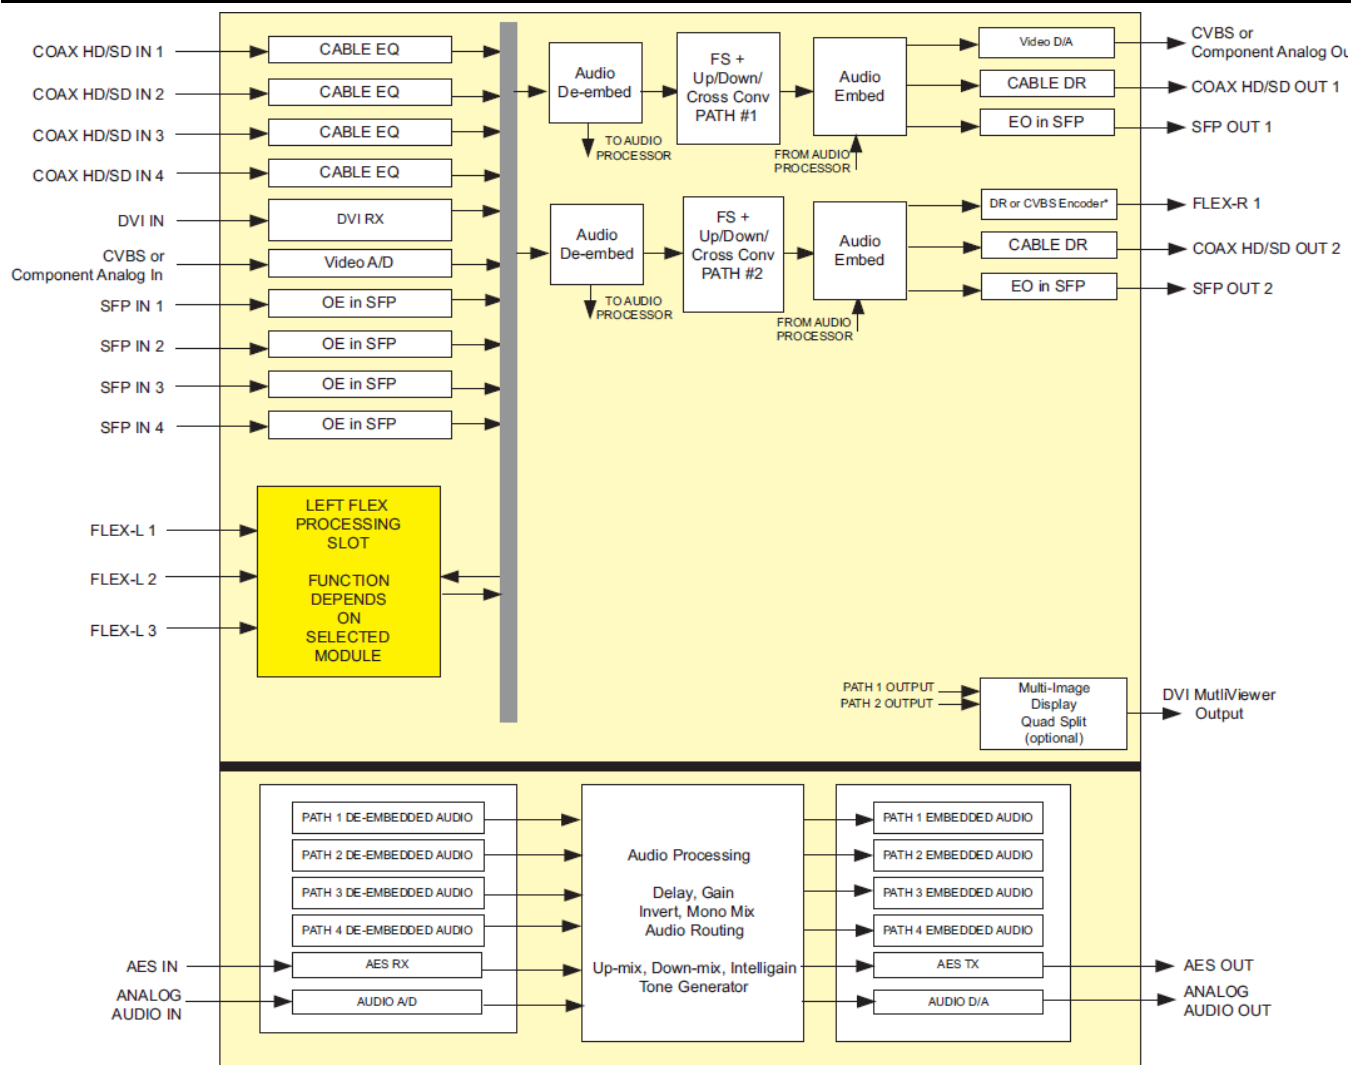 COAX HD/SD IN 1
CABLE EQ
COAX HD/SD IN 2
CABLE EQ
COAX HD/SD IN 3
CABLE EQ
COAX HD/SD IN 4
CABLE EQ
DVI IN
DVI RX
CVBS or
Component Analog In
Video A/D
SFP IN 1
OE in SFP
SFP IN 2
OE in SFP
SFP IN 3
OE in SFP
SFP IN 4
OE in SFP
Audio
De-embed
TO AUDIO
PROCESSOR
FS +
Up/Down/
Cross Conv
PATH #1
Audio
Embed
FROM AUDIO
PROCESSOR
Video D/A
CVBS or
Component Analog Ou
CABLE DR
COAX HD/SD OUT 1
EO in SFP
SFP OUT 1
Audio
De-embed
TO AUDIO
PROCESSOR
FS +
Up/Down/
Cross Conv
PATH #2
Audio
Embed
FROM AUDIO
PROCESSOR
DR or CVBS Encoder*
FLEX-R 1
CABLE DR
COAX HD/SD OUT 2
EO in SFP
SFP OUT 2
FLEX-L 1
FLEX-L 2
FLEX-L 3
LEFT FLEX
PROCESSING
SLOT
FUNCTION
DEPENDS
ON
SELECTED
MODULE
PATH 1 OUTPUT
PATH 2 OUTPUT
Multi-Image
Display
Quad Split
(optional)
DVI MutliViewer
Output
PATH 1 DE-EMBEDDED AUDIO
PATH 2 DE-EMBEDDED AUDIO
PATH 3 DE-EMBEDDED AUDIO
PATH 4 DE-EMBEDDED AUDIO
AES IN
AES RX
ANALOG
AUDIO IN
AUDIO A/D
Audio Processing
Delay, Gain
Invert, Mono Mix
Audio Routing
Up-mix, Down-mix, Intelligain
Tone Generator
PATH 1 EMBEDDED AUDIO
PATH 2 EMBEDDED AUDIO
PATH 3 EMBEDDED AUDIO
PATH 4 EMBEDDED AUDIO
AES TX
AES OUT
AUDIO D/A
ANALOG
AUDIO OUT